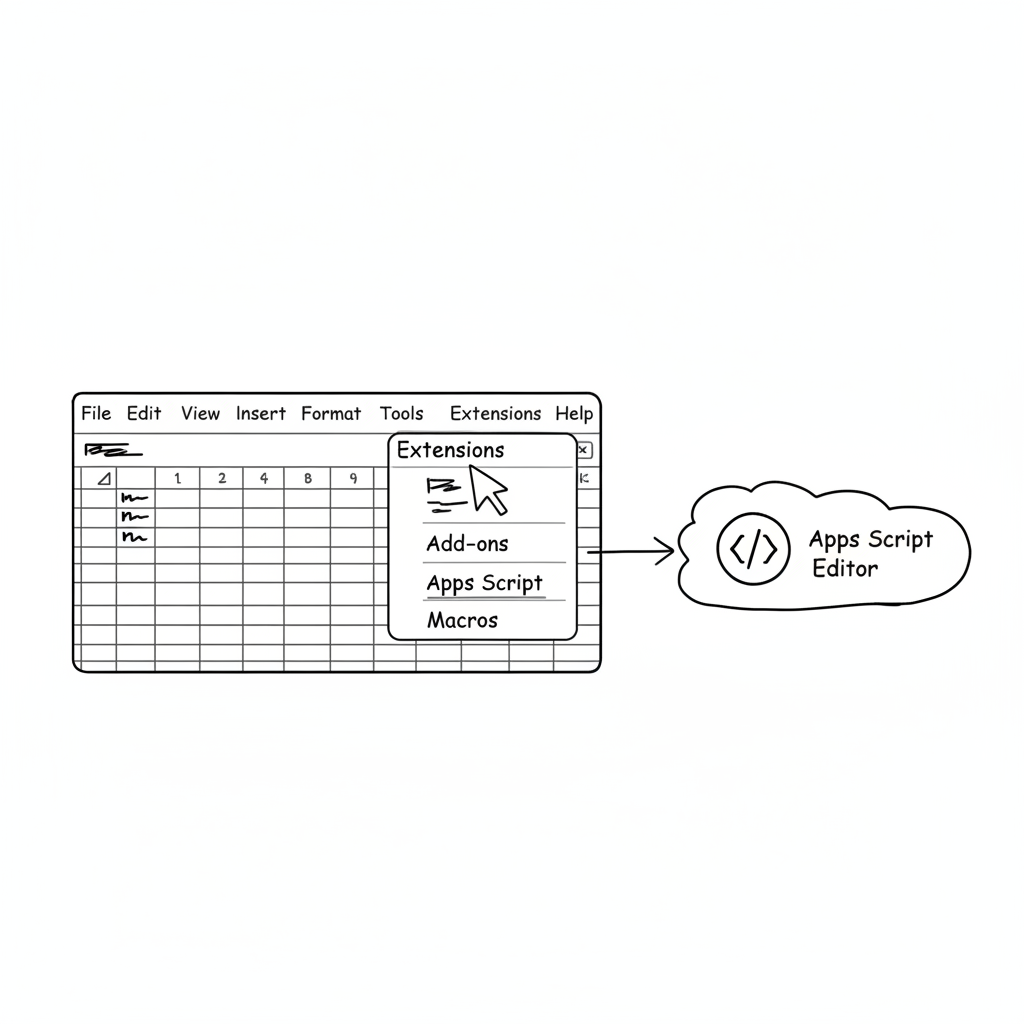 File Edit View Insert Format Tools Extensions Help
Extensions
1 2 4 8 9
Add-ons
Apps Script
Macros
</> Apps Script
Editor